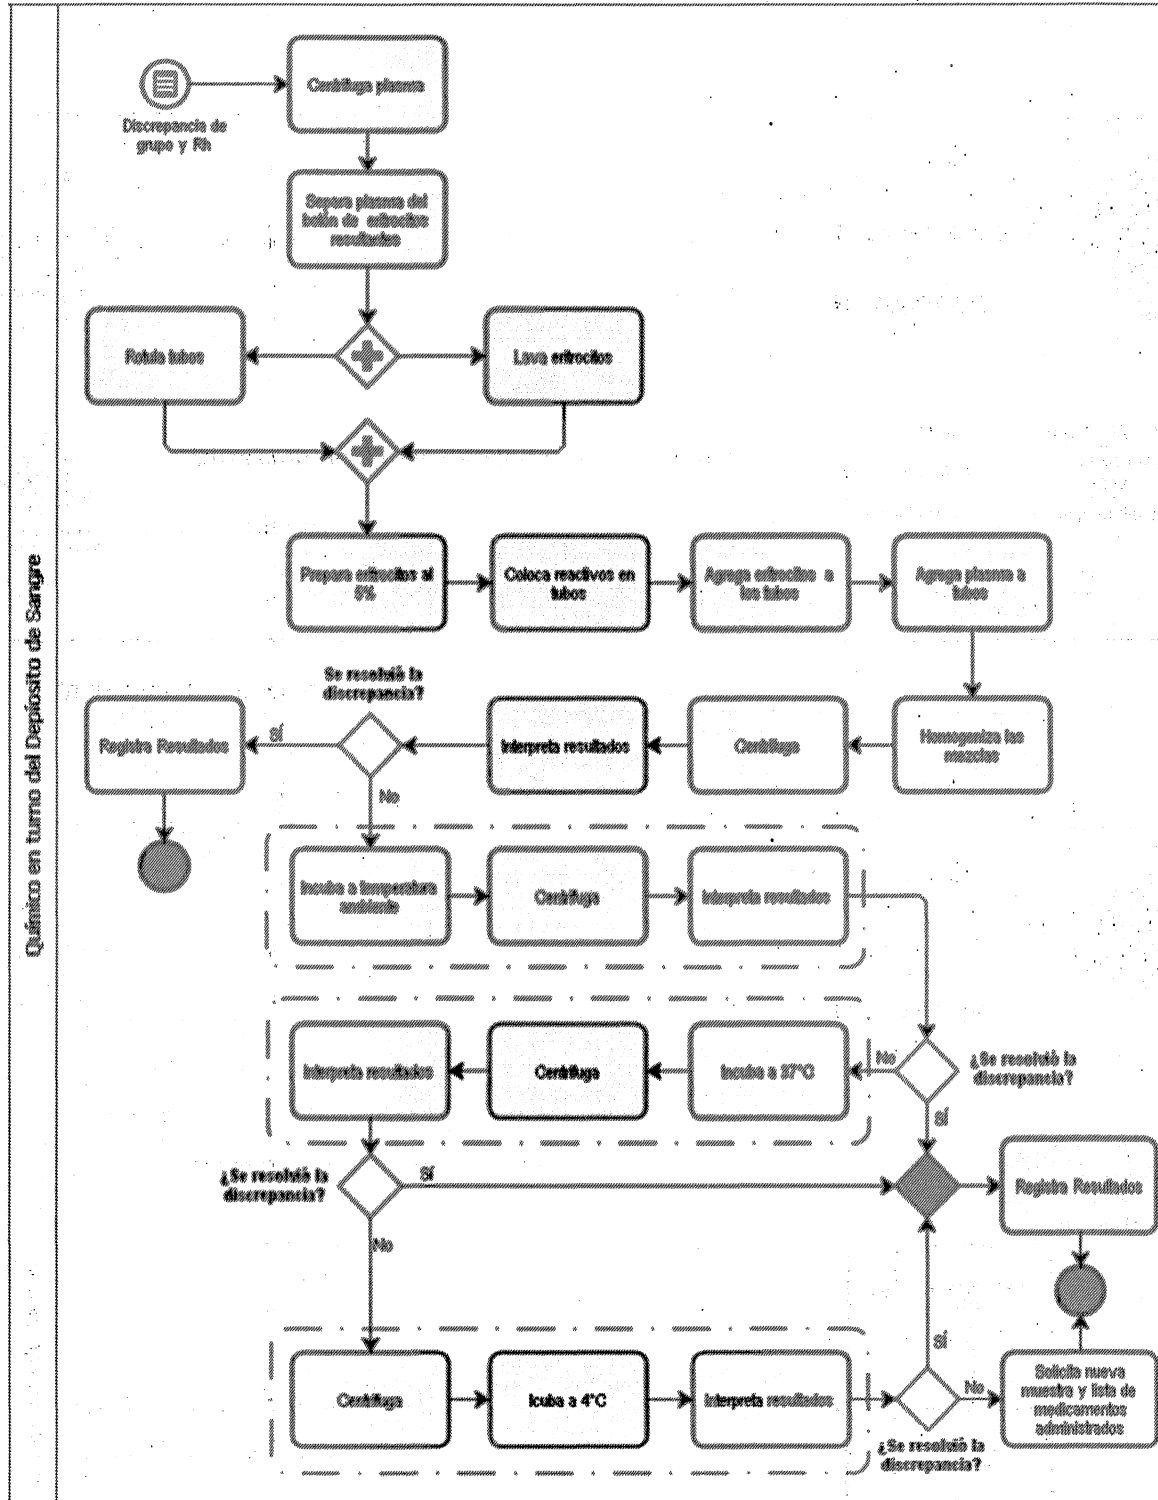 Químico en turno del Depíosito de Sangre
Discrepancia de
grupo y Rh
Centrifuga plasma
Separa plasma del
botón de eritrocitos
resultantes
Rotula tubos
Lava eritrocitos
Prepara eritrocitos al
5%
Coloca reactivos en
tubos
Agrega eritrocitos a
los tubos
Agrega plasma a
tubos
Homogeniza las
mezclas
Centrifuga
Interpreta resultados
Se resolvió la
discrepancia?
Sí
Registra Resultados
No
Incuba a temperatura
ambiente
Centrifuga
Interpreta resultados
¿Se resolvió la
discrepancia?
No
Sí
Incuba a 37°C
Centrifuga
Interpreta resultados
¿Se resolvió la
discrepancia?
Sí
Registra Resultados
No
Centrifuga
Icuba a 4°C
Interpreta resultados
Sí
No
¿Se resolvió la
discrepancia?
Solicita nueva
muestra y lista de
medicamentos
administrados